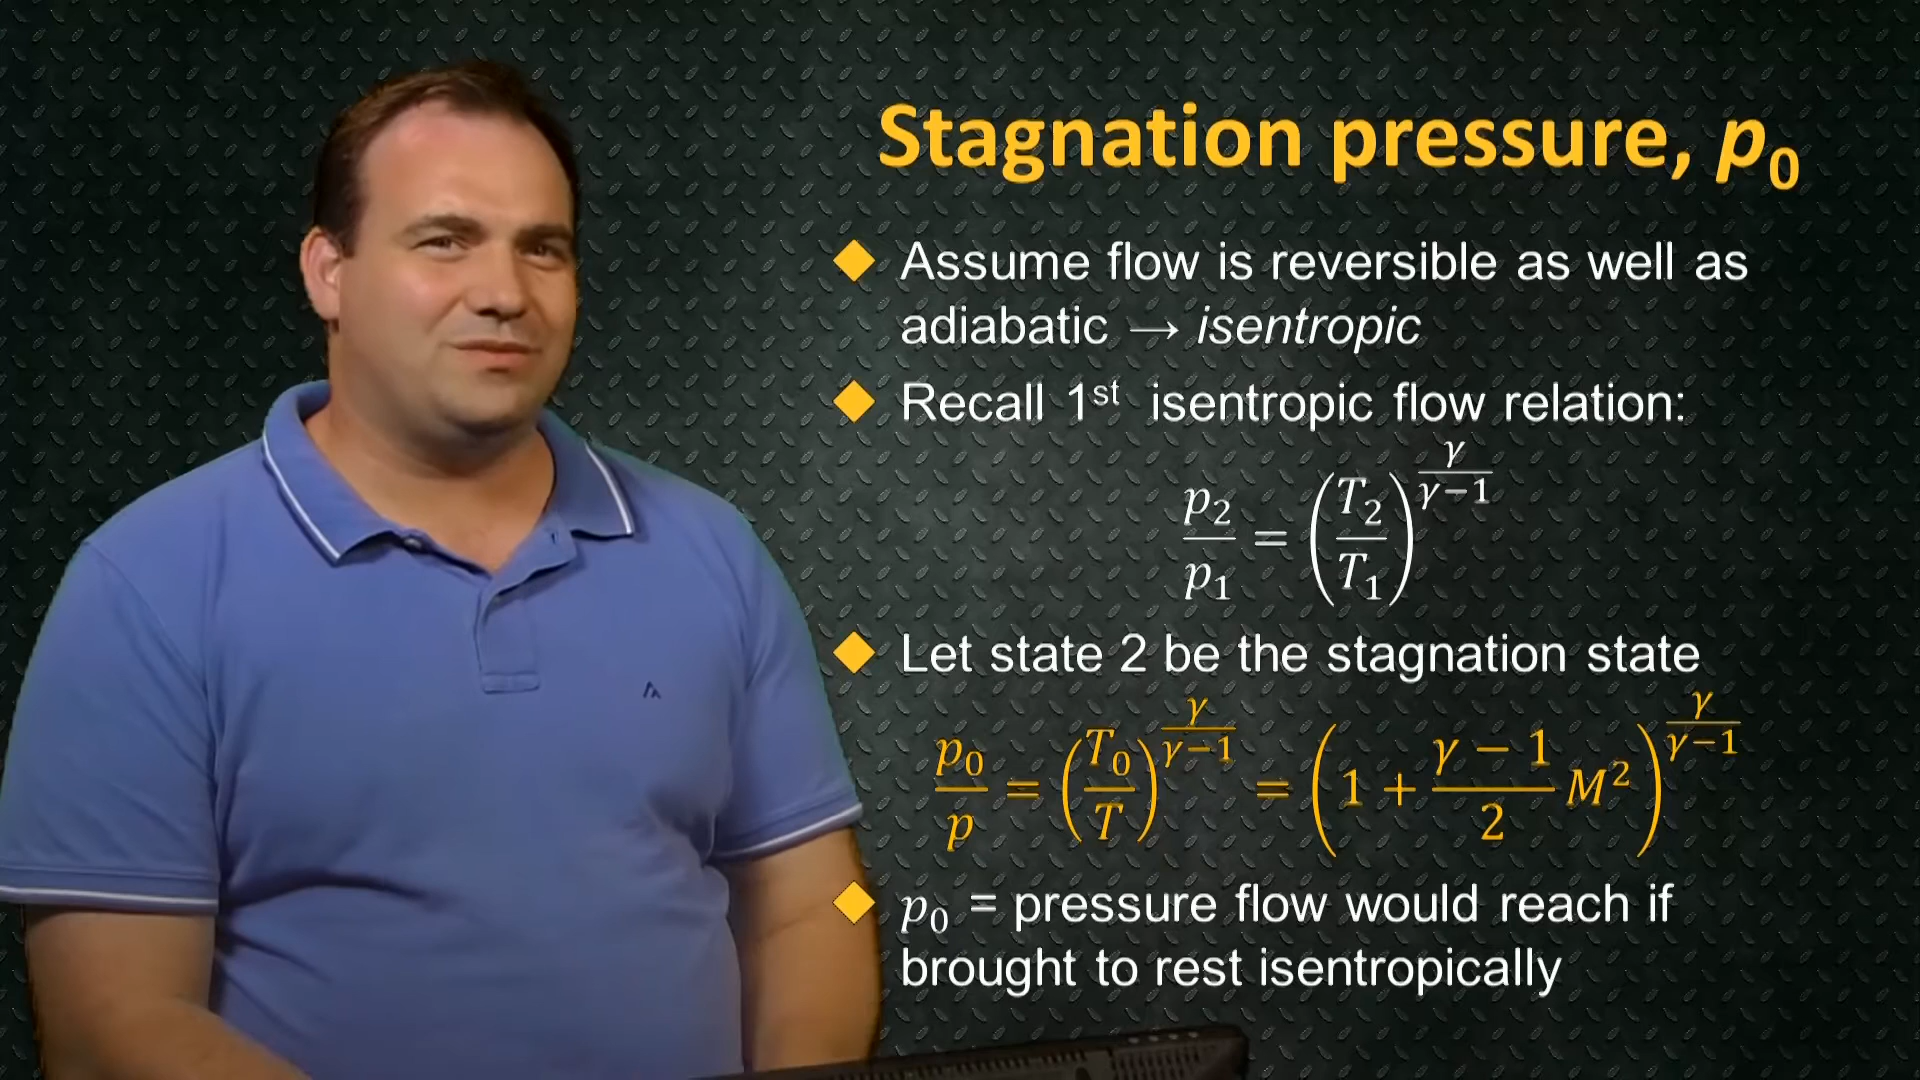 Stagnation pressure, p₀
Assume flow is reversible as well as
adiabatic → isentropic
Recall 1ˢᵗ isentropic flow relation:
p₂/p₁ = (T₂/T₁)^(γ/(γ−1))
Let state 2 be the stagnation state
p₀/p = (T₀/T)^(γ/(γ−1)) = (1 + (γ−1)/2 M²)^(γ/(γ−1))
p₀ = pressure flow would reach if
brought to rest isentropically